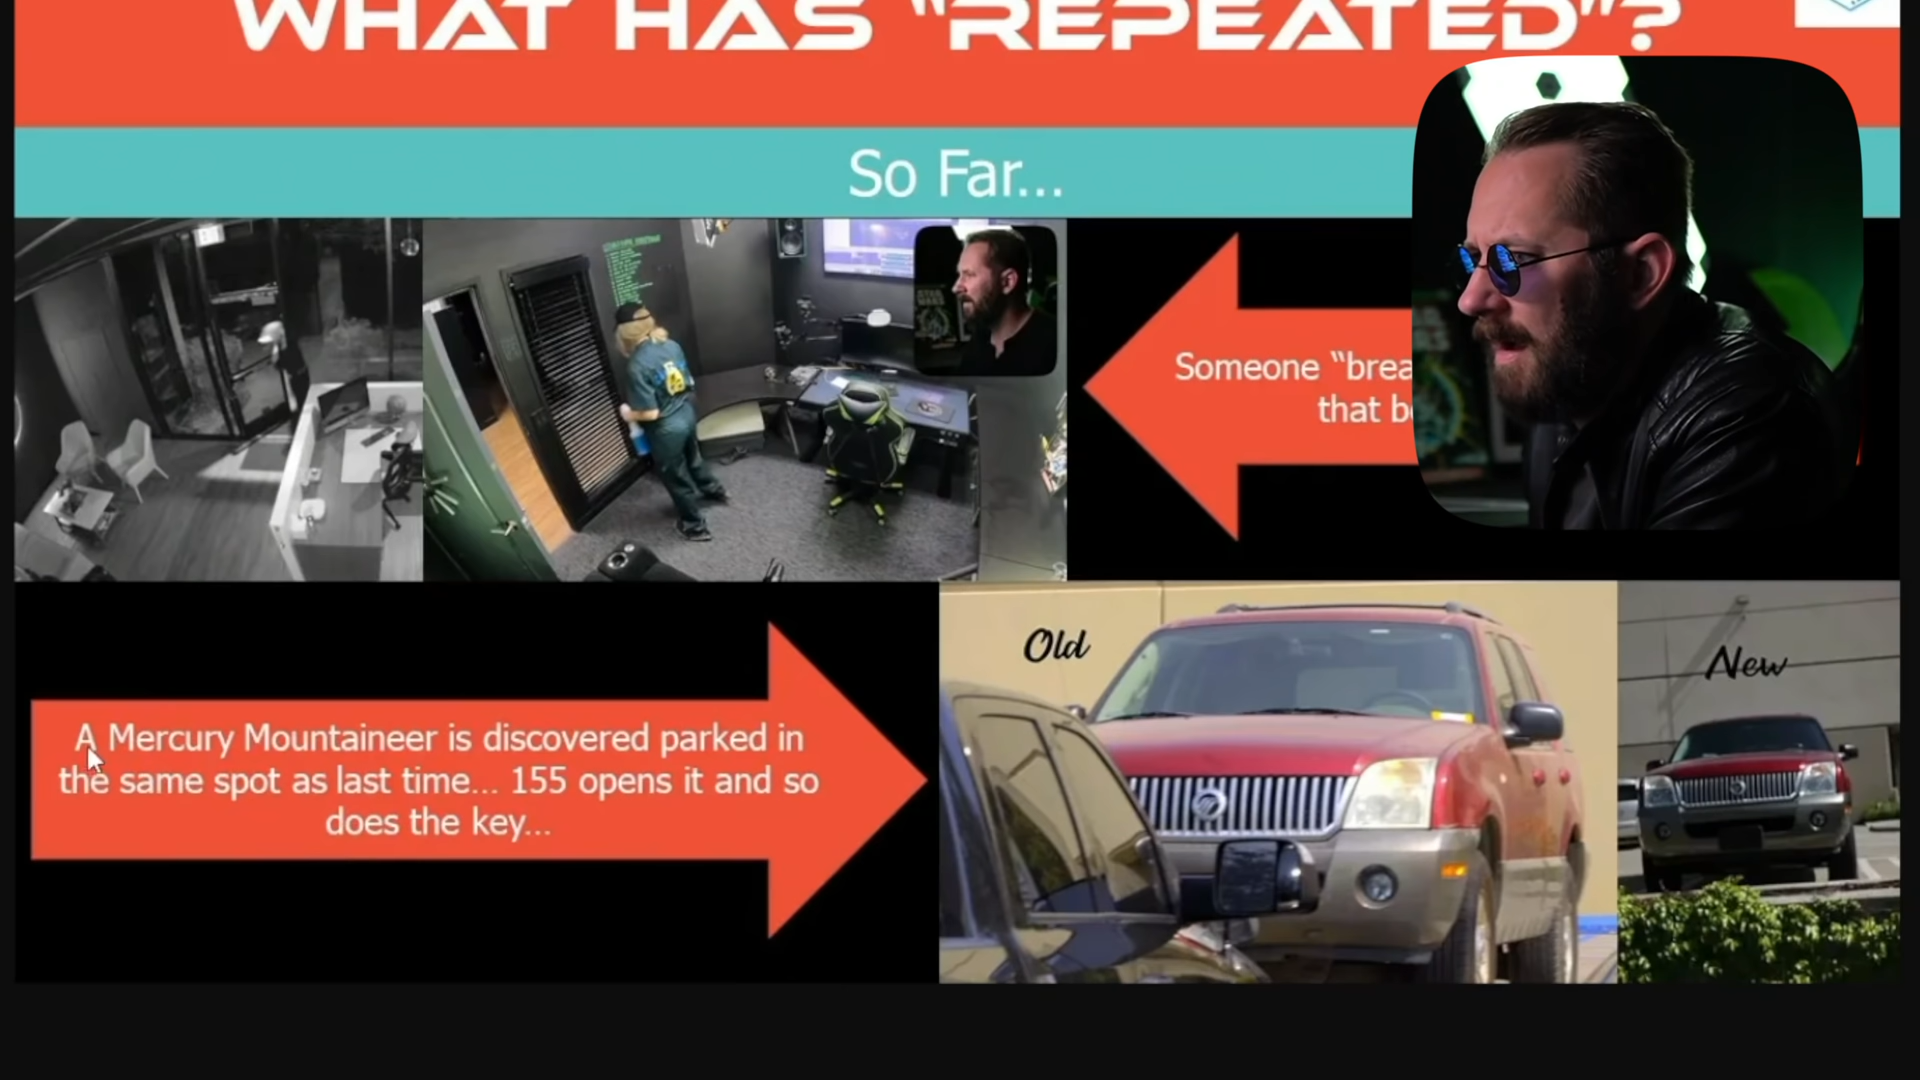 WHAT HAS “REPEATED”?
So Far...
Someone “brea
that b
Old
New
A Mercury Mountaineer is discovered parked in
the same spot as last time... 155 opens it and so
does the key...